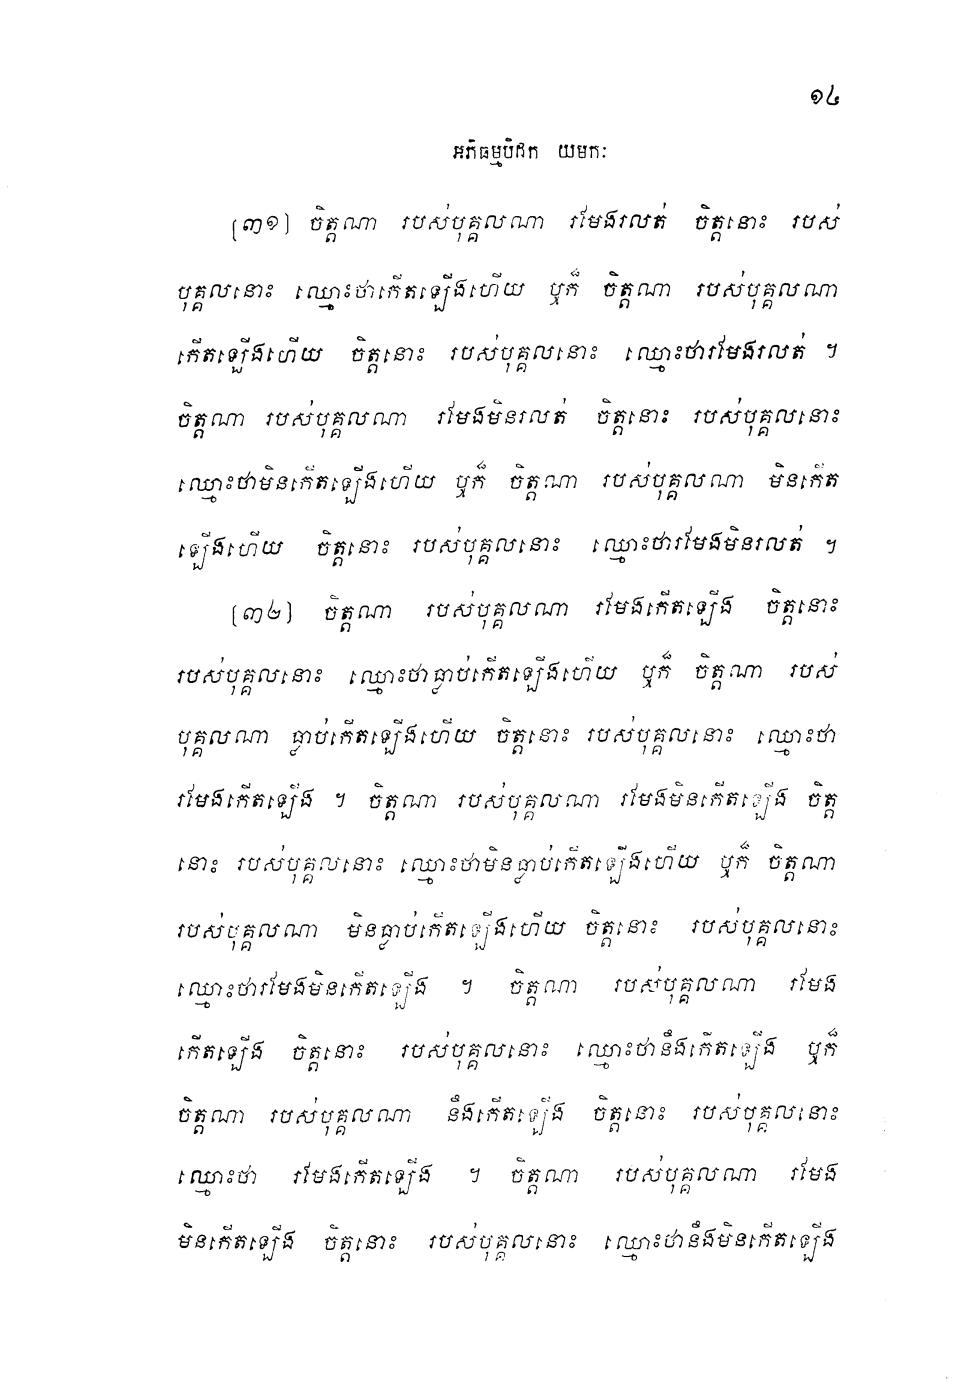 ១៤
អភិធម្មបិដក យមកៈ
[៣១] ចិត្តណា របស់បុគ្គលណា រមែងរលត់ ចិត្តនោះ របស់
បុគ្គលនោះ ឈ្មោះថាកើតឡើងហើយ ឬក៏ ចិត្តណា របស់បុគ្គលណា
កើតឡើងហើយ ចិត្តនោះ របស់បុគ្គលនោះ ឈ្មោះថារមែងរលត់ ។
ចិត្តណា របស់បុគ្គលណា រមែងមិនរលត់ ចិត្តនោះ របស់បុគ្គលនោះ
ឈ្មោះថាមិនកើតឡើងហើយ ឬក៏ ចិត្តណា របស់បុគ្គលណា មិនកើត
ឡើងហើយ ចិត្តនោះ របស់បុគ្គលនោះ ឈ្មោះថារមែងមិនរលត់ ។
[៣២] ចិត្តណា របស់បុគ្គលណា រមែងកើតឡើង ចិត្តនោះ
របស់បុគ្គលនោះ ឈ្មោះថាធ្លាប់កើតឡើងហើយ ឬក៏ ចិត្តណា របស់
បុគ្គលណា ធ្លាប់កើតឡើងហើយ ចិត្តនោះ របស់បុគ្គលនោះ ឈ្មោះថា
រមែងកើតឡើង ។ ចិត្តណា របស់បុគ្គលណា រមែងមិនកើតឡើង ចិត្ត
នោះ របស់បុគ្គលនោះ ឈ្មោះថាមិនធ្លាប់កើតឡើងហើយ ឬក៏ ចិត្តណា
របស់បុគ្គលណា មិនធ្លាប់កើតឡើងហើយ ចិត្តនោះ របស់បុគ្គលនោះ
ឈ្មោះថារមែងមិនកើតឡើង ។ ចិត្តណា របស់បុគ្គលណា រមែង
កើតឡើង ចិត្តនោះ របស់បុគ្គលនោះ ឈ្មោះថានឹងកើតឡើង ឬក៏
ចិត្តណា របស់បុគ្គលណា នឹងកើតឡើង ចិត្តនោះ របស់បុគ្គលនោះ
ឈ្មោះថា រមែងកើតឡើង ។ ចិត្តណា របស់បុគ្គលណា រមែង
មិនកើតឡើង ចិត្តនោះ របស់បុគ្គលនោះ ឈ្មោះថានឹងមិនកើតឡើង